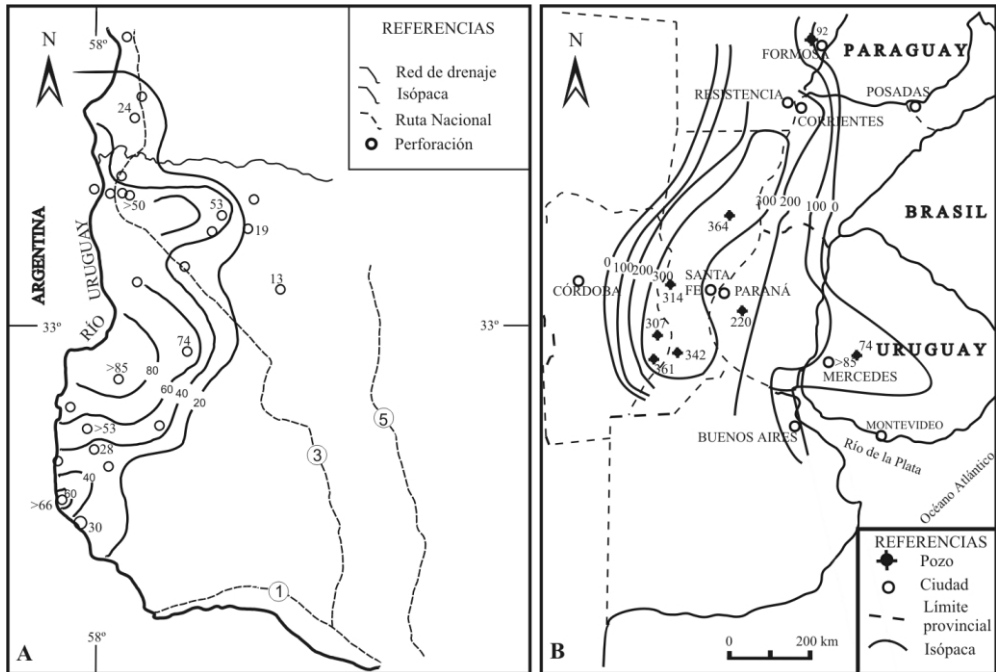 58º
REFERENCIAS
N
Red de drenaje
Isópaca
Ruta Nacional
Perforación
24
>50
53
19
13
ARGENTINA
RÍO URUGUAY
33º
33º
74
>85
80
60
40
20
>53
28
40
60
>66
30
5
3
1
A
58º
B
N
92
FORMOSA
PARAGUAY
RESISTENCIA
POSADAS
CORRIENTES
300 200 100 0
364
BRASIL
0 100 200 300
CÓRDOBA
314
SANTA FE
PARANÁ
220
307
342
361
74
URUGUAY
>85
MERCEDES
BUENOS AIRES
MONTEVIDEO
Río de la Plata
Océano Atlántico
REFERENCIAS
Pozo
Ciudad
Límite
provincial
Isópaca
0 200 km